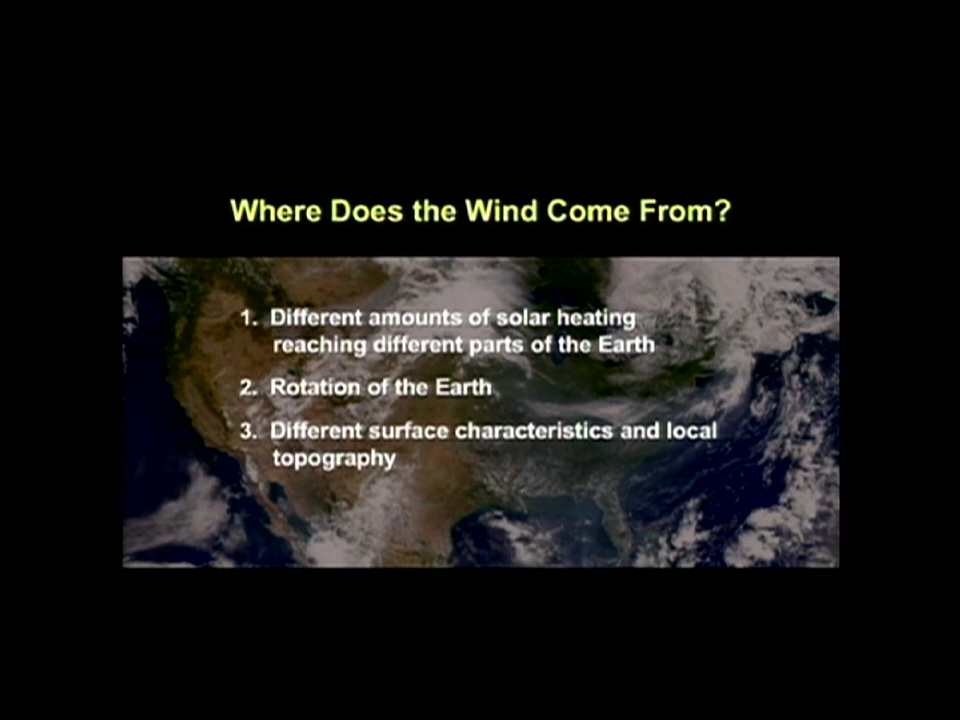 Where Does the Wind Come From?
1. Different amounts of solar heating
reaching different parts of the Earth
2. Rotation of the Earth
3. Different surface characteristics and local
topography